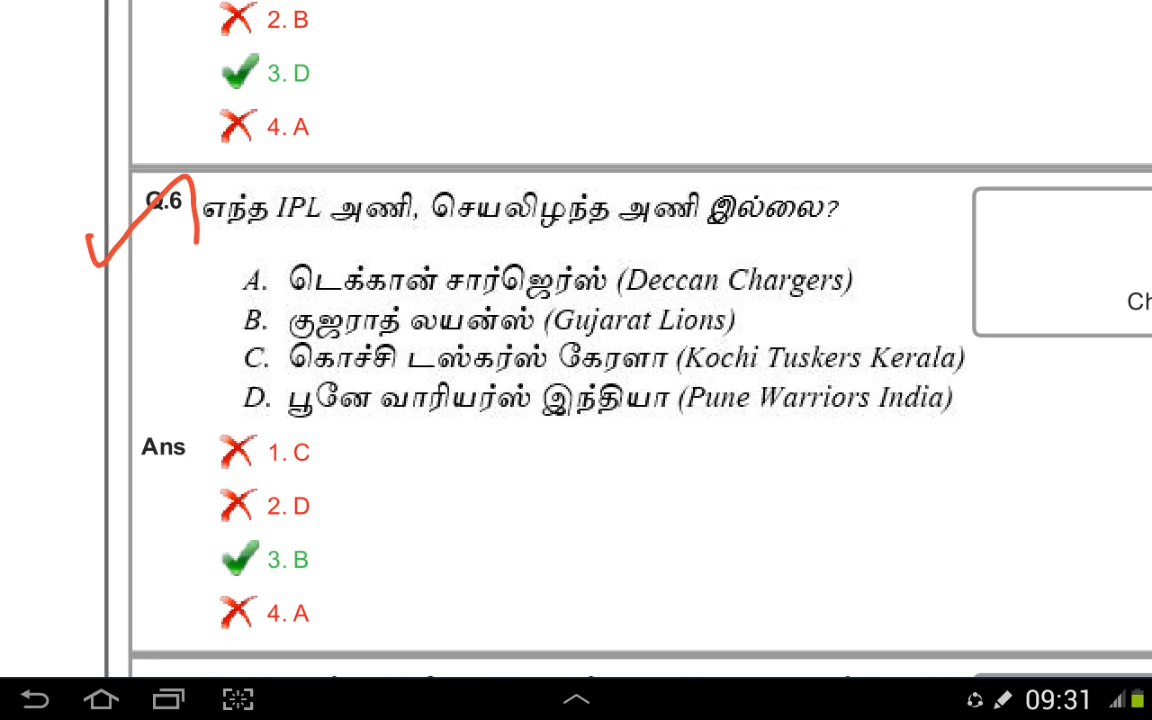 2. B
3. D
4. A
Q.6 எந்த IPL அணி, செயலிழந்த அணி இல்லை?
A. டெக்கான் சார்ஜெர்ஸ் (Deccan Chargers)
B. குஜராத் லயன்ஸ் (Gujarat Lions)
C. கொச்சி டஸ்கர்ஸ் கேரளா (Kochi Tuskers Kerala)
D. பூனே வாரியர்ஸ் இந்தியா (Pune Warriors India)
Ch
Ans 1. C
2. D
3. B
4. A
09:31